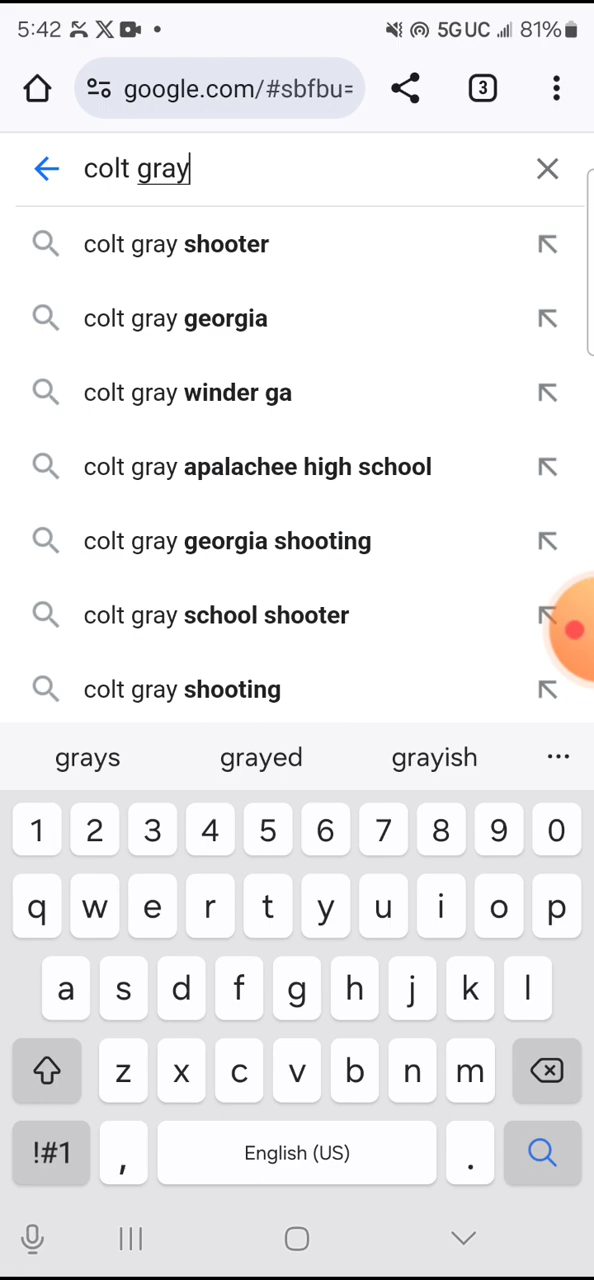 5:42 5GUC 81%
google.com/#sbfbu=
3
colt gray
colt gray shooter
colt gray georgia
colt gray winder ga
colt gray apalachee high school
colt gray georgia shooting
colt gray school shooter
colt gray shooting
grays grayed grayish ...
1 2 3 4 5 6 7 8 9 0
q w e r t y u i o p
a s d f g h j k l
z x c v b n m
!#1 , English (US) .